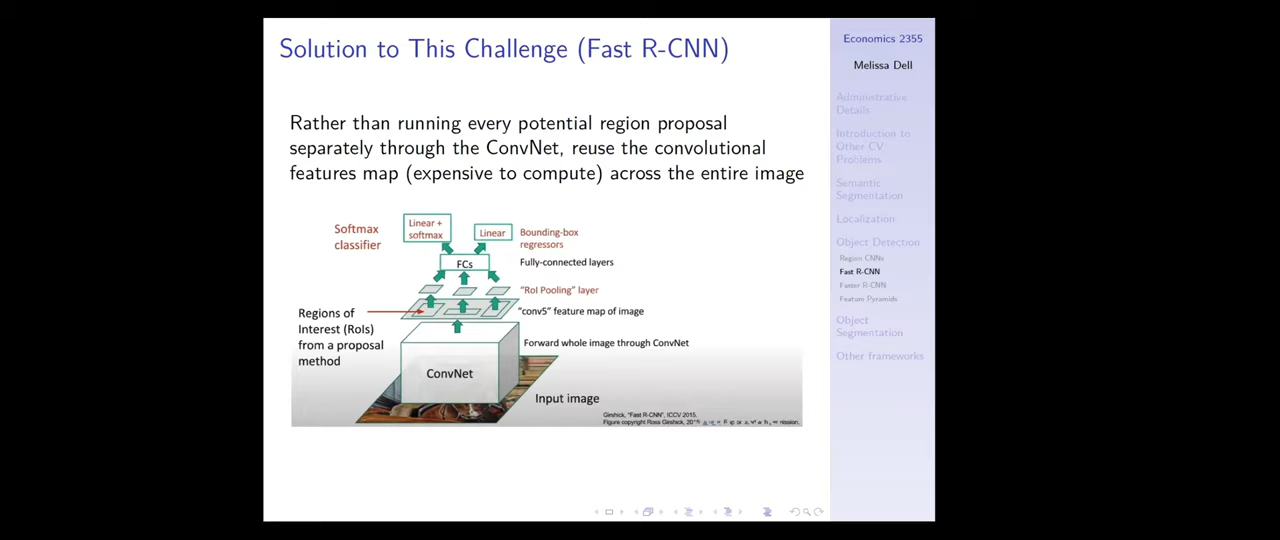 Solution to This Challenge (Fast R-CNN)
Rather than running every potential region proposal
separately through the ConvNet, reuse the convolutional
features map (expensive to compute) across the entire image
Softmax
classifier
Linear +
softmax
Linear
Bounding-box
regressors
FCs
Fully-connected layers
"RoI Pooling" layer
Regions of
Interest (RoIs)
from a proposal
method
"conv5" feature map of image
Forward whole image through ConvNet
ConvNet
Input image
Girshick, "Fast R-CNN", ICCV 2015.
Figure copyright Ross Girshick,
Economics 2355
Melissa Dell
Administrative
Details
Introduction to
Other CV
Problems
Semantic
Segmentation
Localization
Object Detection
Region CNNs
Fast R-CNN
Faster R-CNN
Feature Pyramids
Object
Segmentation
Other frameworks